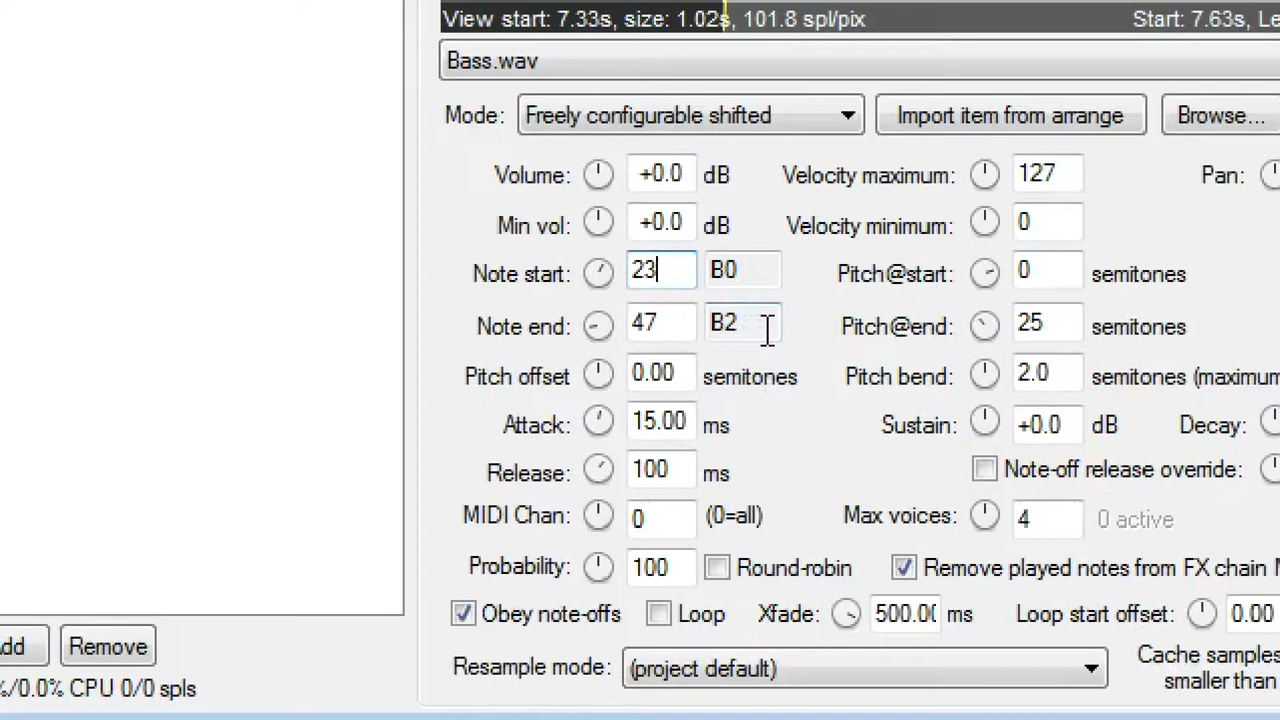 View start: 7.33s, size: 1.02s, 101.8 spl/pix Start: 7.63s, Le
Bass.wav
Mode: Freely configurable shifted Import item from arrange Browse...
Volume: +0.0 dB Velocity maximum: 127 Pan:
Min vol: +0.0 dB Velocity minimum: 0
Note start: 23 B0 Pitch@start: 0 semitones
Note end: 47 B2 Pitch@end: 25 semitones
Pitch offset 0.00 semitones Pitch bend: 2.0 semitones (maximum
Attack: 15.00 ms Sustain: +0.0 dB Decay:
Release: 100 ms Note-off release override:
MIDI Chan: 0 (0=all) Max voices: 4 0 active
Probability: 100 Round-robin Remove played notes from FX chain
Obey note-offs Loop Xfade: 500.0 ms Loop start offset: 0.00
dd Remove Resample mode: (project default) Cache samples
%/0.0% CPU 0/0 spls smaller than